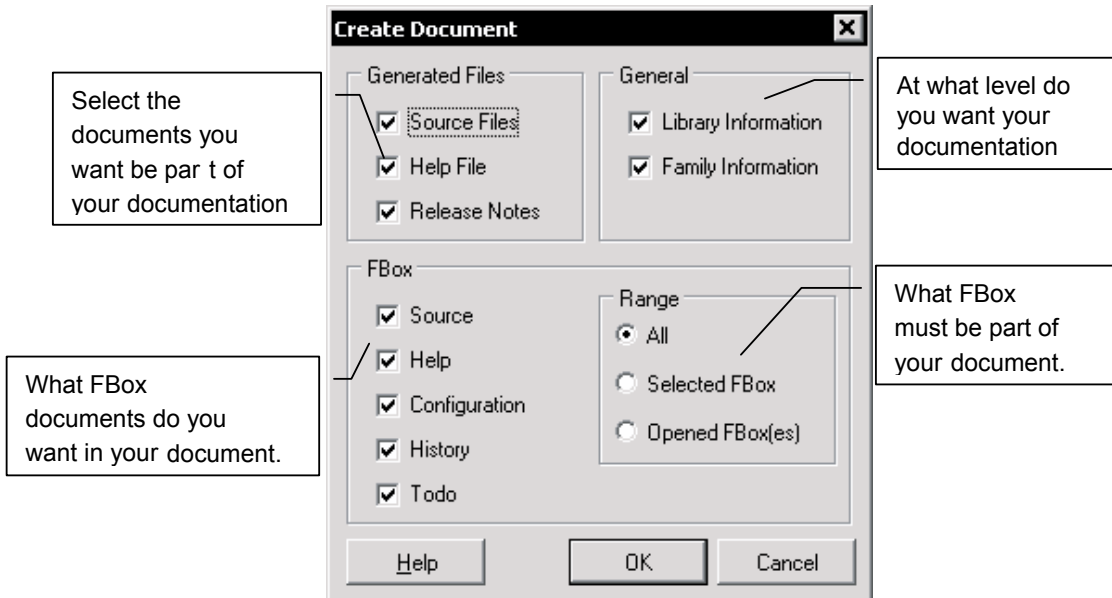 Create Document
Select the
documents you
want be par t of
your documentation
Generated Files
Source Files
Help File
Release Notes
General
Library Information
Family Information
At what level do
you want your
documentation
What FBox
documents do you
want in your document.
FBox
Source
Help
Configuration
History
Todo
Range
All
Selected FBox
Opened FBox(es)
What FBox
must be part of
your document.
Help
OK
Cancel